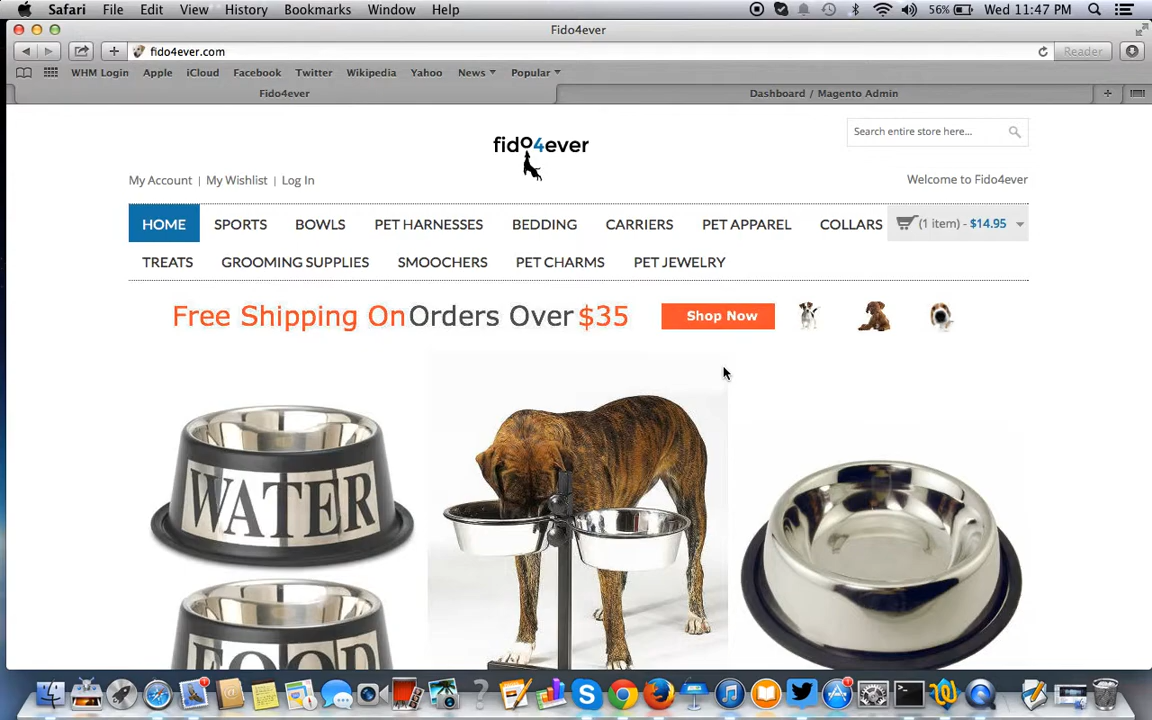 Safari File Edit View History Bookmarks Window Help 56% Wed 11:47 PM
Fido4ever
fido4ever.com Reader
WHM Login Apple iCloud Facebook Twitter Wikipedia Yahoo News Popular
Fido4ever Dashboard / Magento Admin
fido4ever
Search entire store here...
My Account | My Wishlist | Log In
Welcome to Fido4ever
HOME SPORTS BOWLS PET HARNESSES BEDDING CARRIERS PET APPAREL COLLARS (1 item) - $14.95
TREATS GROOMING SUPPLIES SMOOCHERS PET CHARMS PET JEWELRY
Free Shipping On Orders Over $35 Shop Now
WATER
FOOD